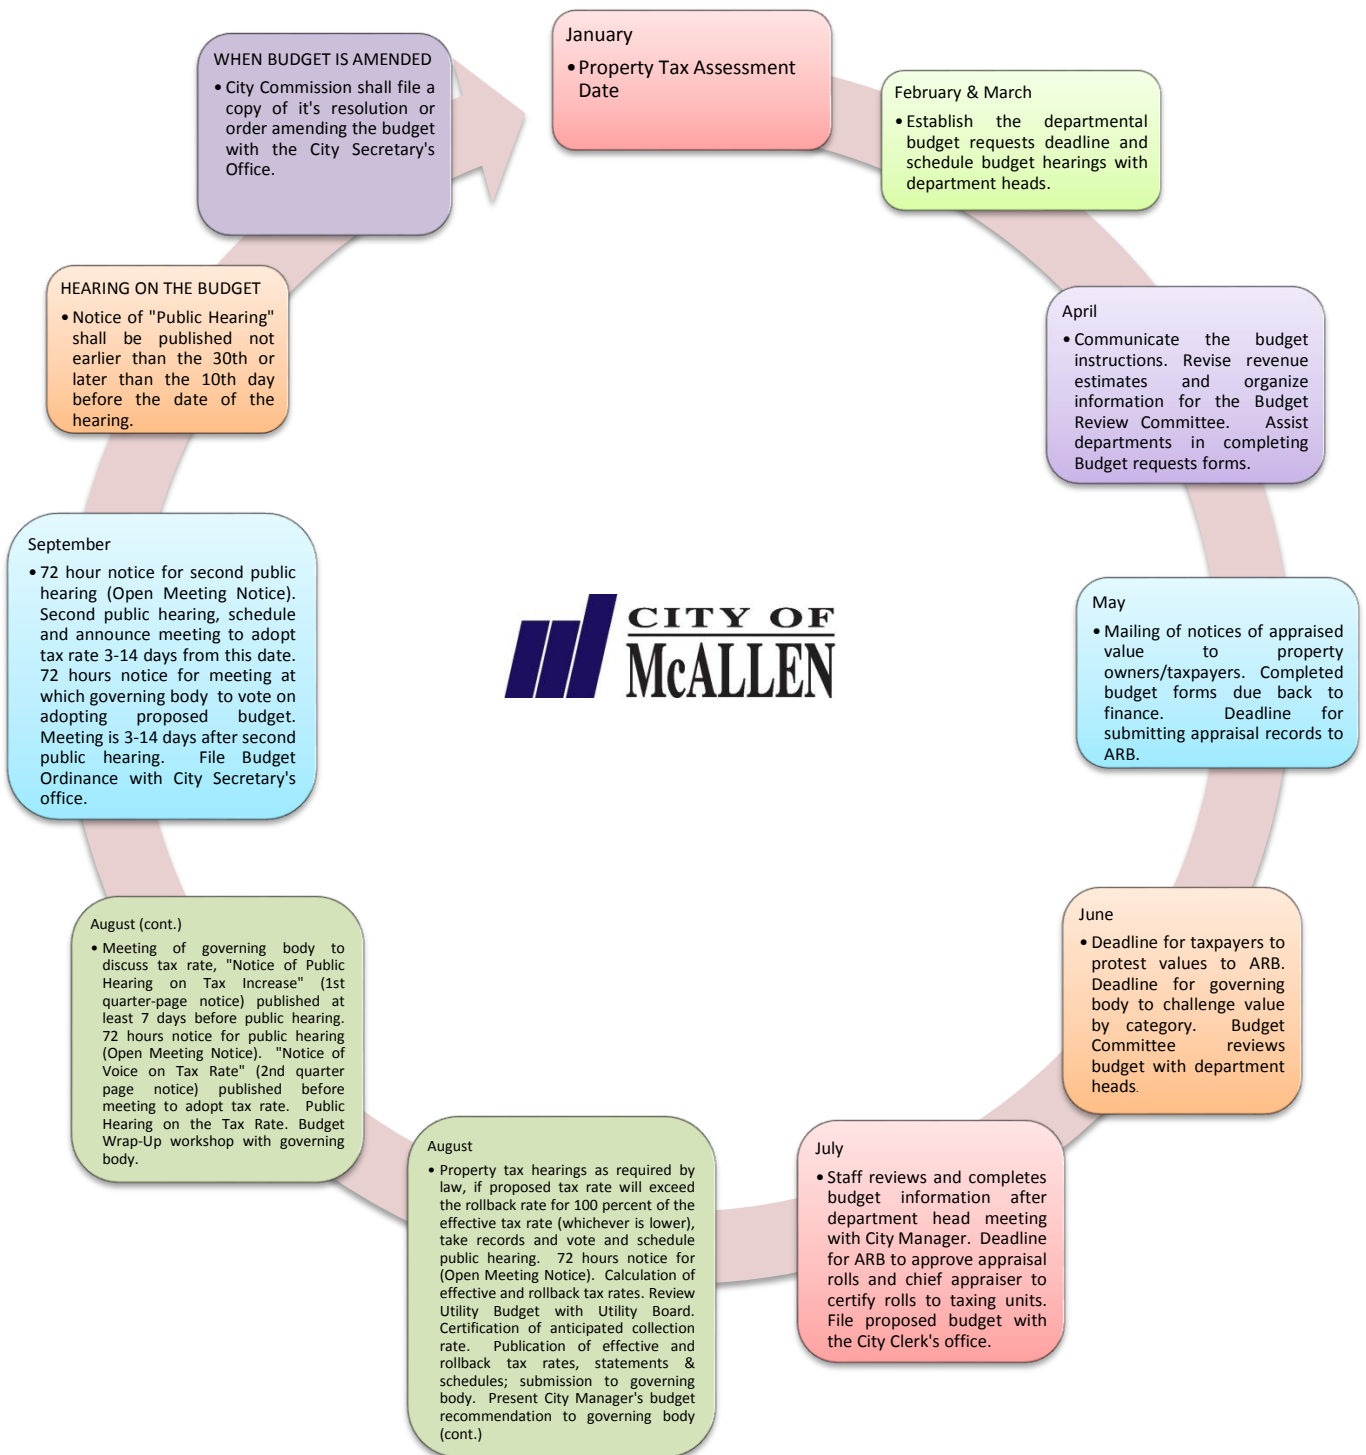 January
• Property Tax Assessment
Date
February & March
• Establish the departmental
budget requests deadline and
schedule budget hearings with
department heads.
April
• Communicate the budget
instructions. Revise revenue
estimates and organize
information for the Budget
Review Committee. Assist
departments in completing
Budget requests forms.
May
• Mailing of notices of appraised
value to property
owners/taxpayers. Completed
budget forms due back to
finance. Deadline for
submitting appraisal records to
ARB.
June
• Deadline for taxpayers to
protest values to ARB.
Deadline for governing
body to challenge value
by category. Budget
Committee reviews
budget with department
heads.
July
• Staff reviews and completes
budget information after
department head meeting
with City Manager. Deadline
for ARB to approve appraisal
rolls and chief appraiser to
certify rolls to taxing units.
File proposed budget with
the City Clerk's office.
August
• Property tax hearings as required by
law, if proposed tax rate will exceed
the rollback rate for 100 percent of the
effective tax rate (whichever is lower),
take records and vote and schedule
public hearing. 72 hours notice for
(Open Meeting Notice). Calculation of
effective and rollback tax rates. Review
Utility Budget with Utility Board.
Certification of anticipated collection
rate. Publication of effective and
rollback tax rates, statements &
schedules; submission to governing
body. Present City Manager's budget
recommendation to governing body
(cont.)
August (cont.)
• Meeting of governing body to
discuss tax rate, "Notice of Public
Hearing on Tax Increase" (1st
quarter-page notice) published at
least 7 days before public hearing.
72 hours notice for public hearing
(Open Meeting Notice). "Notice of
Voice on Tax Rate" (2nd quarter
page notice) published before
meeting to adopt tax rate. Public
Hearing on the Tax Rate. Budget
Wrap-Up workshop with governing
body.
September
• 72 hour notice for second public
hearing (Open Meeting Notice).
Second public hearing, schedule
and announce meeting to adopt
tax rate 3-14 days from this date.
72 hours notice for meeting at
which governing body to vote on
adopting proposed budget.
Meeting is 3-14 days after second
public hearing. File Budget
Ordinance with City Secretary's
office.
HEARING ON THE BUDGET
• Notice of "Public Hearing"
shall be published not
earlier than the 30th or
later than the 10th day
before the date of the
hearing.
WHEN BUDGET IS AMENDED
• City Commission shall file a
copy of it's resolution or
order amending the budget
with the City Secretary's
Office.
CITY OF
McALLEN